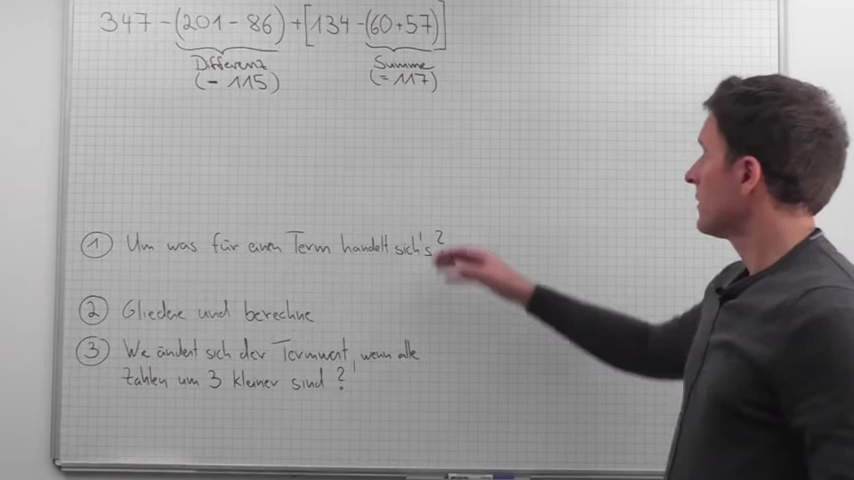 347 - (201 - 86) + [134 - (60 + 57)]
Differenz Summe
(= 115) (= 117)
① Um was für einen Term handelt sich's?
② Gliedere und berechne
③ Wie ändert sich der Termwert, wenn alle
Zahlen um 3 kleiner sind?